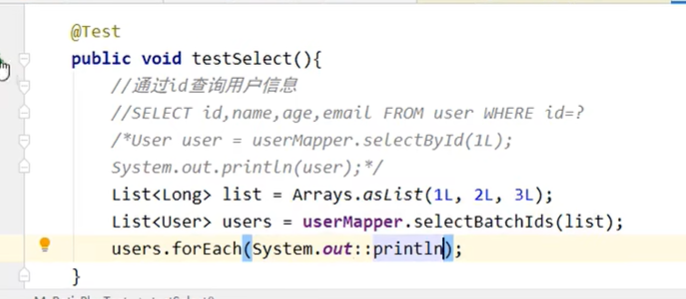 @Test
public void testSelect(){
//通过id查询用户信息
//SELECT id,name,age,email FROM user WHERE id=?
/*User user = userMapper.selectById(1L);
System.out.println(user);*/
List<Long> list = Arrays.asList(1L, 2L, 3L);
List<User> users = userMapper.selectBatchIds(list);
users.forEach(System.out::println);
}